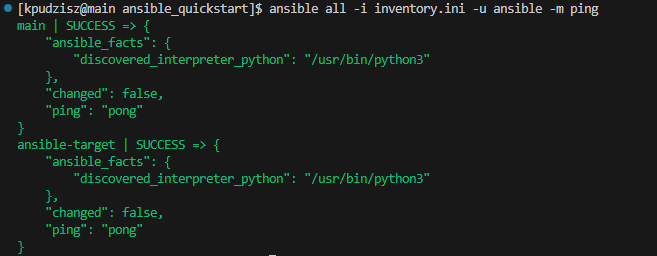 [kpudzisz@main ansible_quickstart]$ ansible all -i inventory.ini -u ansible -m ping
main | SUCCESS => {
    "ansible_facts": {
        "discovered_interpreter_python": "/usr/bin/python3"
    },
    "changed": false,
    "ping": "pong"
}
ansible-target | SUCCESS => {
    "ansible_facts": {
        "discovered_interpreter_python": "/usr/bin/python3"
    },
    "changed": false,
    "ping": "pong"
}